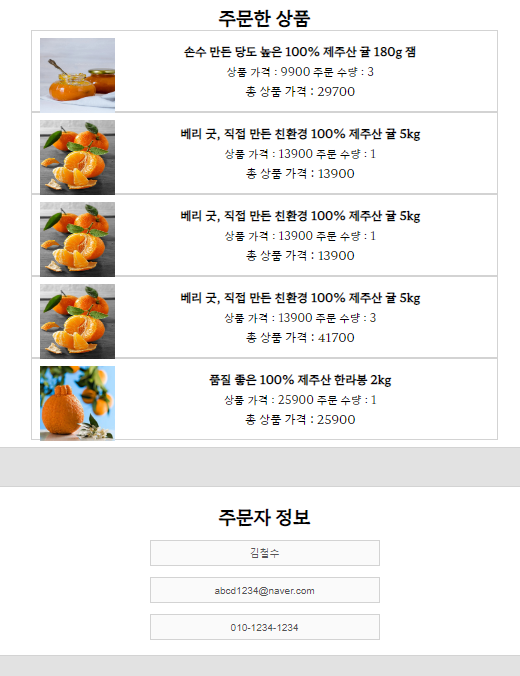 주문한 상품
손수 만든 당도 높은 100% 제주산 귤 180g 잼
상품 가격 : 9900 주문 수량 : 3
총 상품 가격 : 29700
베리 굿, 직접 만든 친환경 100% 제주산 귤 5kg
상품 가격 : 13900 주문 수량 : 1
총 상품 가격 : 13900
베리 굿, 직접 만든 친환경 100% 제주산 귤 5kg
상품 가격 : 13900 주문 수량 : 1
총 상품 가격 : 13900
베리 굿, 직접 만든 친환경 100% 제주산 귤 5kg
상품 가격 : 13900 주문 수량 : 3
총 상품 가격 : 41700
품질 좋은 100% 제주산 한라봉 2kg
상품 가격 : 25900 주문 수량 : 1
총 상품 가격 : 25900
주문자 정보
김철수
abcd1234@naver.com
010-1234-1234